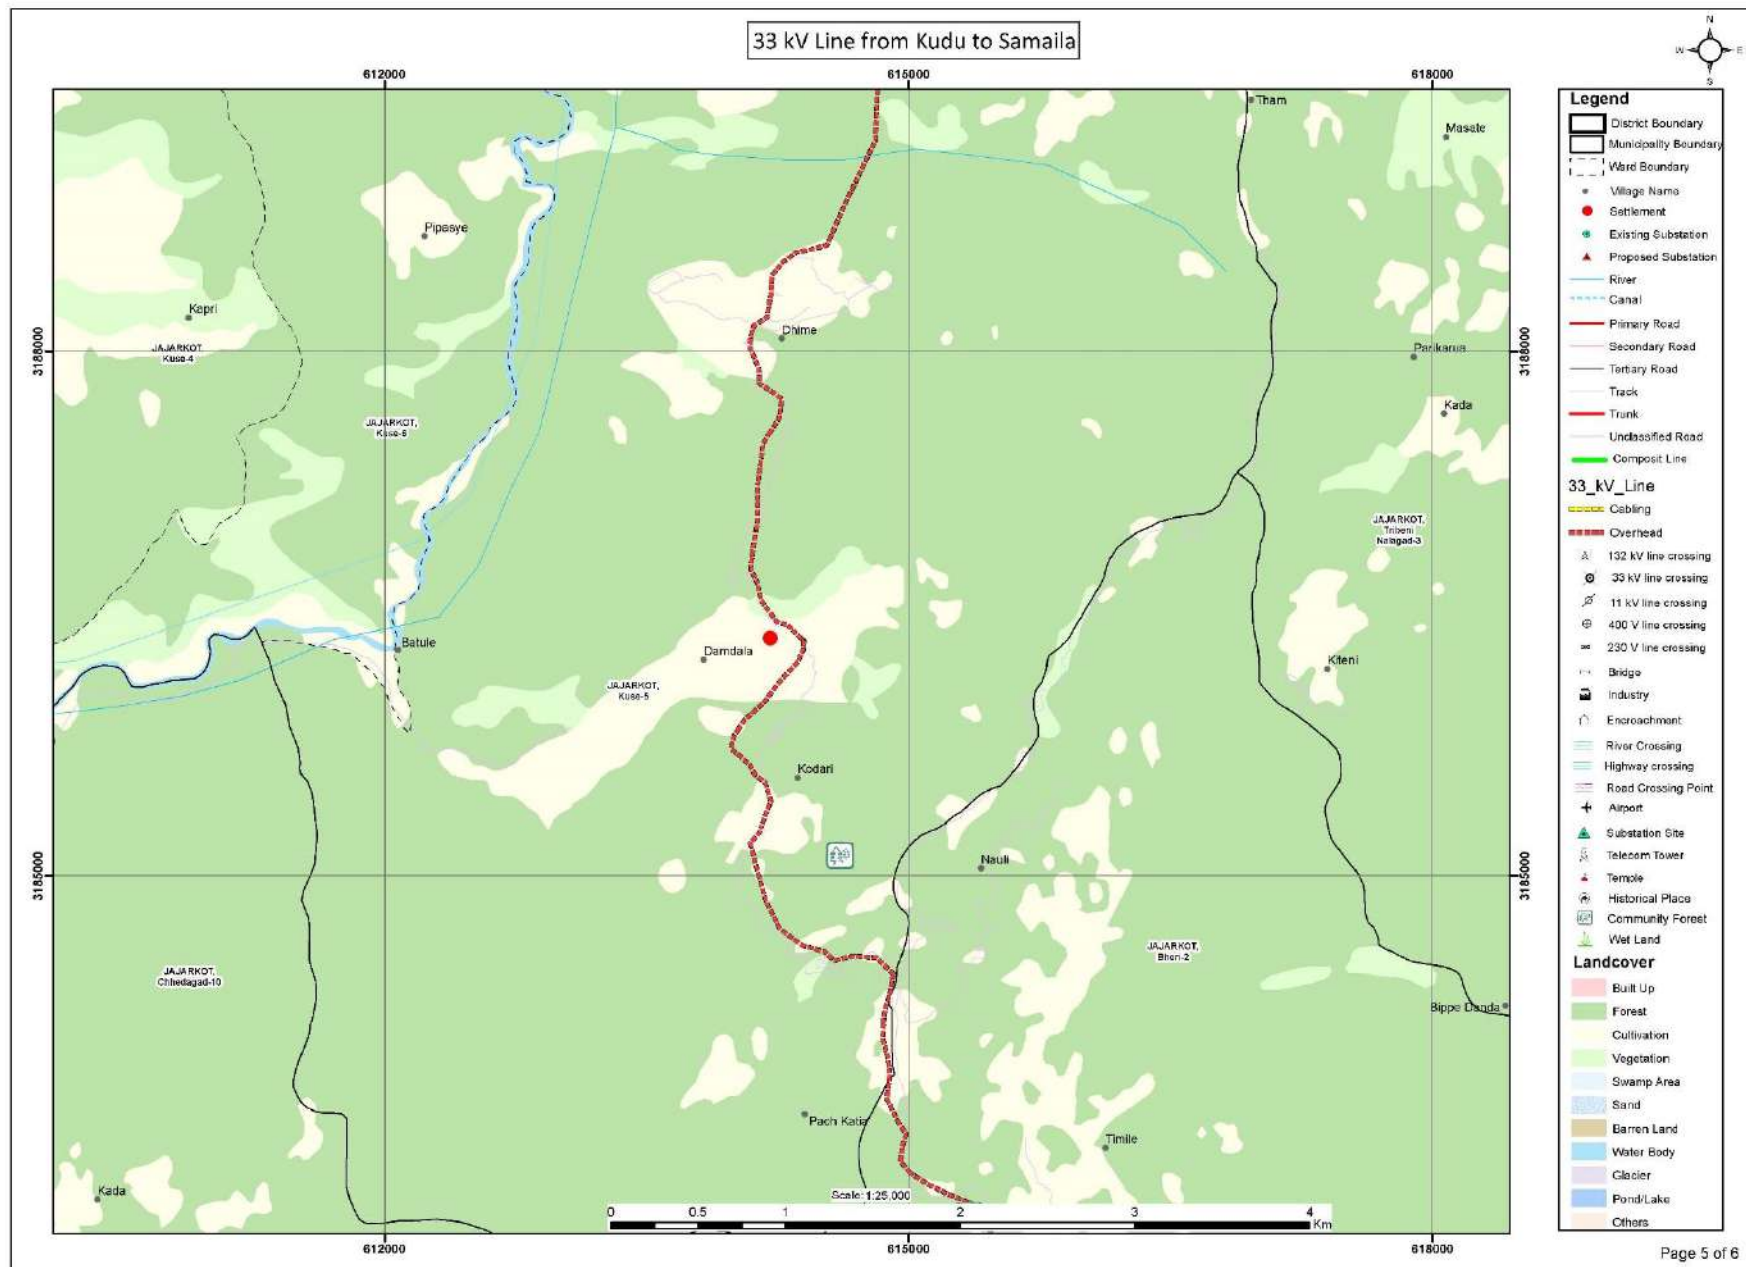 33 kV Line from Kudu to Samaila
N
W
E
S
612000
615000
618000
Tham
Masate
Pipasye
Kapri
JAJARKOT,
Kuse-4
Dhime
3188000
3188000
Parikarua
Kada
JAJARKOT,
Kuse-6
JAJARKOT,
Tribeni
Nalagad-3
Batule
Damdala
Kiteni
JAJARKOT,
Kuse-5
Kodari
Nauli
3185000
3185000
JAJARKOT,
Chhedagad-10
JAJARKOT,
Bheri-2
Bippe Danda
Pach Katia
Timile
Kada
Scale: 1:25,000
0 0.5 1 2 3 4
Km
612000
615000
618000
Legend
District Boundary
Municipality Boundary
Ward Boundary
Village Name
Settlement
Existing Substation
Proposed Substation
River
Canal
Primary Road
Secondary Road
Tertiary Road
Track
Trunk
Unclassified Road
Composit Line
33_kV_Line
Cabling
Overhead
132 kV line crossing
33 kV line crossing
11 kV line crossing
400 V line crossing
230 V line crossing
Bridge
Industry
Encroachment
River Crossing
Highway crossing
Road Crossing Point
Airport
Substation Site
Telecom Tower
Temple
Historical Place
Community Forest
Wet Land
Landcover
Built Up
Forest
Cultivation
Vegetation
Swamp Area
Sand
Barren Land
Water Body
Glacier
Pond/Lake
Others
Page 5 of 6